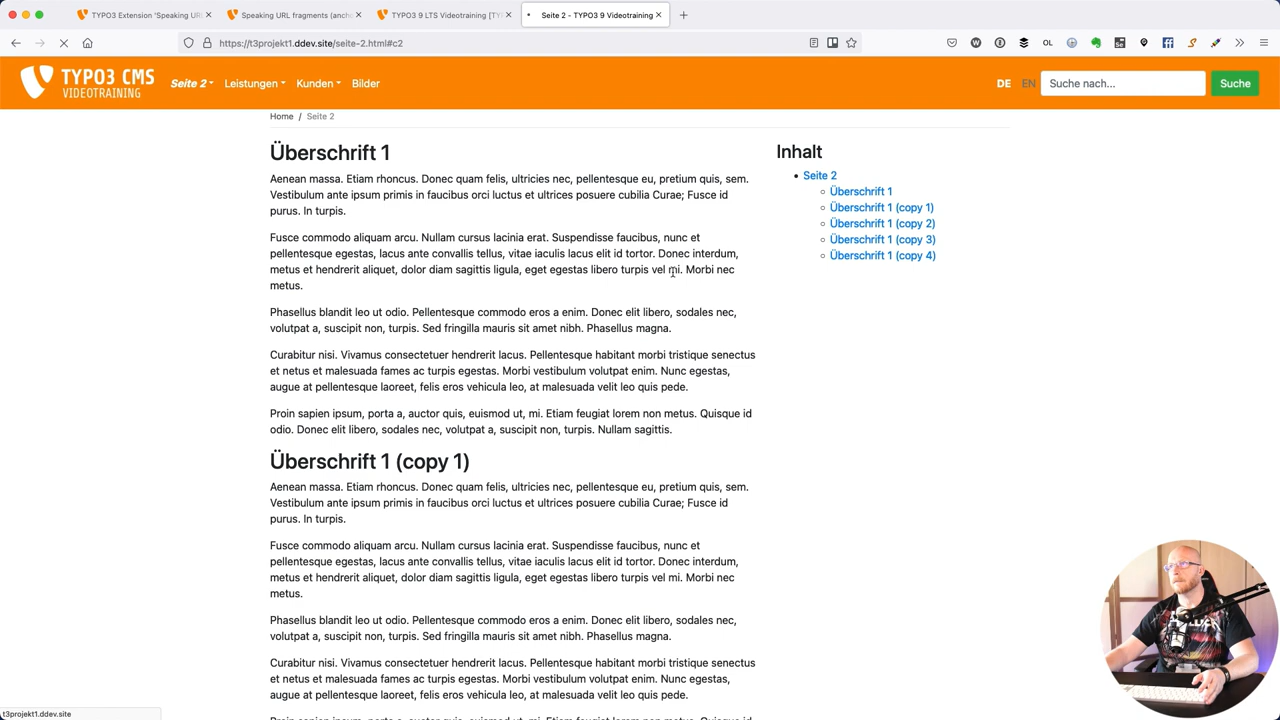 TYPO3 Extension 'Speaking UR
Speaking URL fragments (anch
TYPO3 9 LTS Videotraining [TY
Seite 2 - TYPO3 9 Videotraining
https://t3projekt1.ddev.site/seite-2.html#c2
OL
TYPO3 CMS
VIDEOTRAINING
Seite 2
Leistungen
Kunden
Bilder
DE
EN
Suche nach...
Suche
Home / Seite 2
Überschrift 1
Aenean massa. Etiam rhoncus. Donec quam felis, ultricies nec, pellentesque eu, pretium quis, sem.
Vestibulum ante ipsum primis in faucibus orci luctus et ultrices posuere cubilia Curae; Fusce id
purus. In turpis.
Fusce commodo aliquam arcu. Nullam cursus lacinia erat. Suspendisse faucibus, nunc et
pellentesque egestas, lacus ante convallis tellus, vitae iaculis lacus elit id tortor. Donec interdum,
metus et hendrerit aliquet, dolor diam sagittis ligula, eget egestas libero turpis vel mi. Morbi nec
metus.
Phasellus blandit leo ut odio. Pellentesque commodo eros a enim. Donec elit libero, sodales nec,
volutpat a, suscipit non, turpis. Sed fringilla mauris sit amet nibh. Phasellus magna.
Curabitur nisi. Vivamus consectetuer hendrerit lacus. Pellentesque habitant morbi tristique senectus
et netus et malesuada fames ac turpis egestas. Morbi vestibulum volutpat enim. Nunc egestas,
augue at pellentesque laoreet, felis eros vehicula leo, at malesuada velit leo quis pede.
Proin sapien ipsum, porta a, auctor quis, euismod ut, mi. Etiam feugiat lorem non metus. Quisque id
odio. Donec elit libero, sodales nec, volutpat a, suscipit non, turpis. Nullam sagittis.
Überschrift 1 (copy 1)
Aenean massa. Etiam rhoncus. Donec quam felis, ultricies nec, pellentesque eu, pretium quis, sem.
Vestibulum ante ipsum primis in faucibus orci luctus et ultrices posuere cubilia Curae; Fusce id
purus. In turpis.
Fusce commodo aliquam arcu. Nullam cursus lacinia erat. Suspendisse faucibus, nunc et
pellentesque egestas, lacus ante convallis tellus, vitae iaculis lacus elit id tortor. Donec interdum,
metus et hendrerit aliquet, dolor diam sagittis ligula, eget egestas libero turpis vel mi. Morbi nec
metus.
Phasellus blandit leo ut odio. Pellentesque commodo eros a enim. Donec elit libero, sodales nec,
volutpat a, suscipit non, turpis. Sed fringilla mauris sit amet nibh. Phasellus magna.
Curabitur nisi. Vivamus consectetuer hendrerit lacus. Pellentesque habitant morbi tristique senectus
et netus et malesuada fames ac turpis egestas. Morbi vestibulum volutpat enim. Nunc egestas,
augue at pellentesque laoreet, felis eros vehicula leo, at malesuada velit leo quis pede.
Inhalt
Seite 2
Überschrift 1
Überschrift 1 (copy 1)
Überschrift 1 (copy 2)
Überschrift 1 (copy 3)
Überschrift 1 (copy 4)
t3projekt1.ddev.site